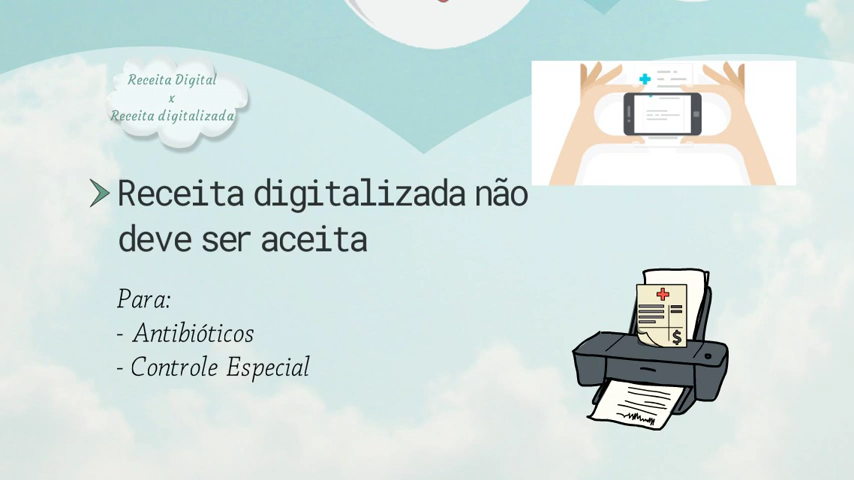 Receita Digital
x
Receita digitalizada
Receita digitalizada não
deve ser aceita
Para:
- Antibióticos
- Controle Especial
$